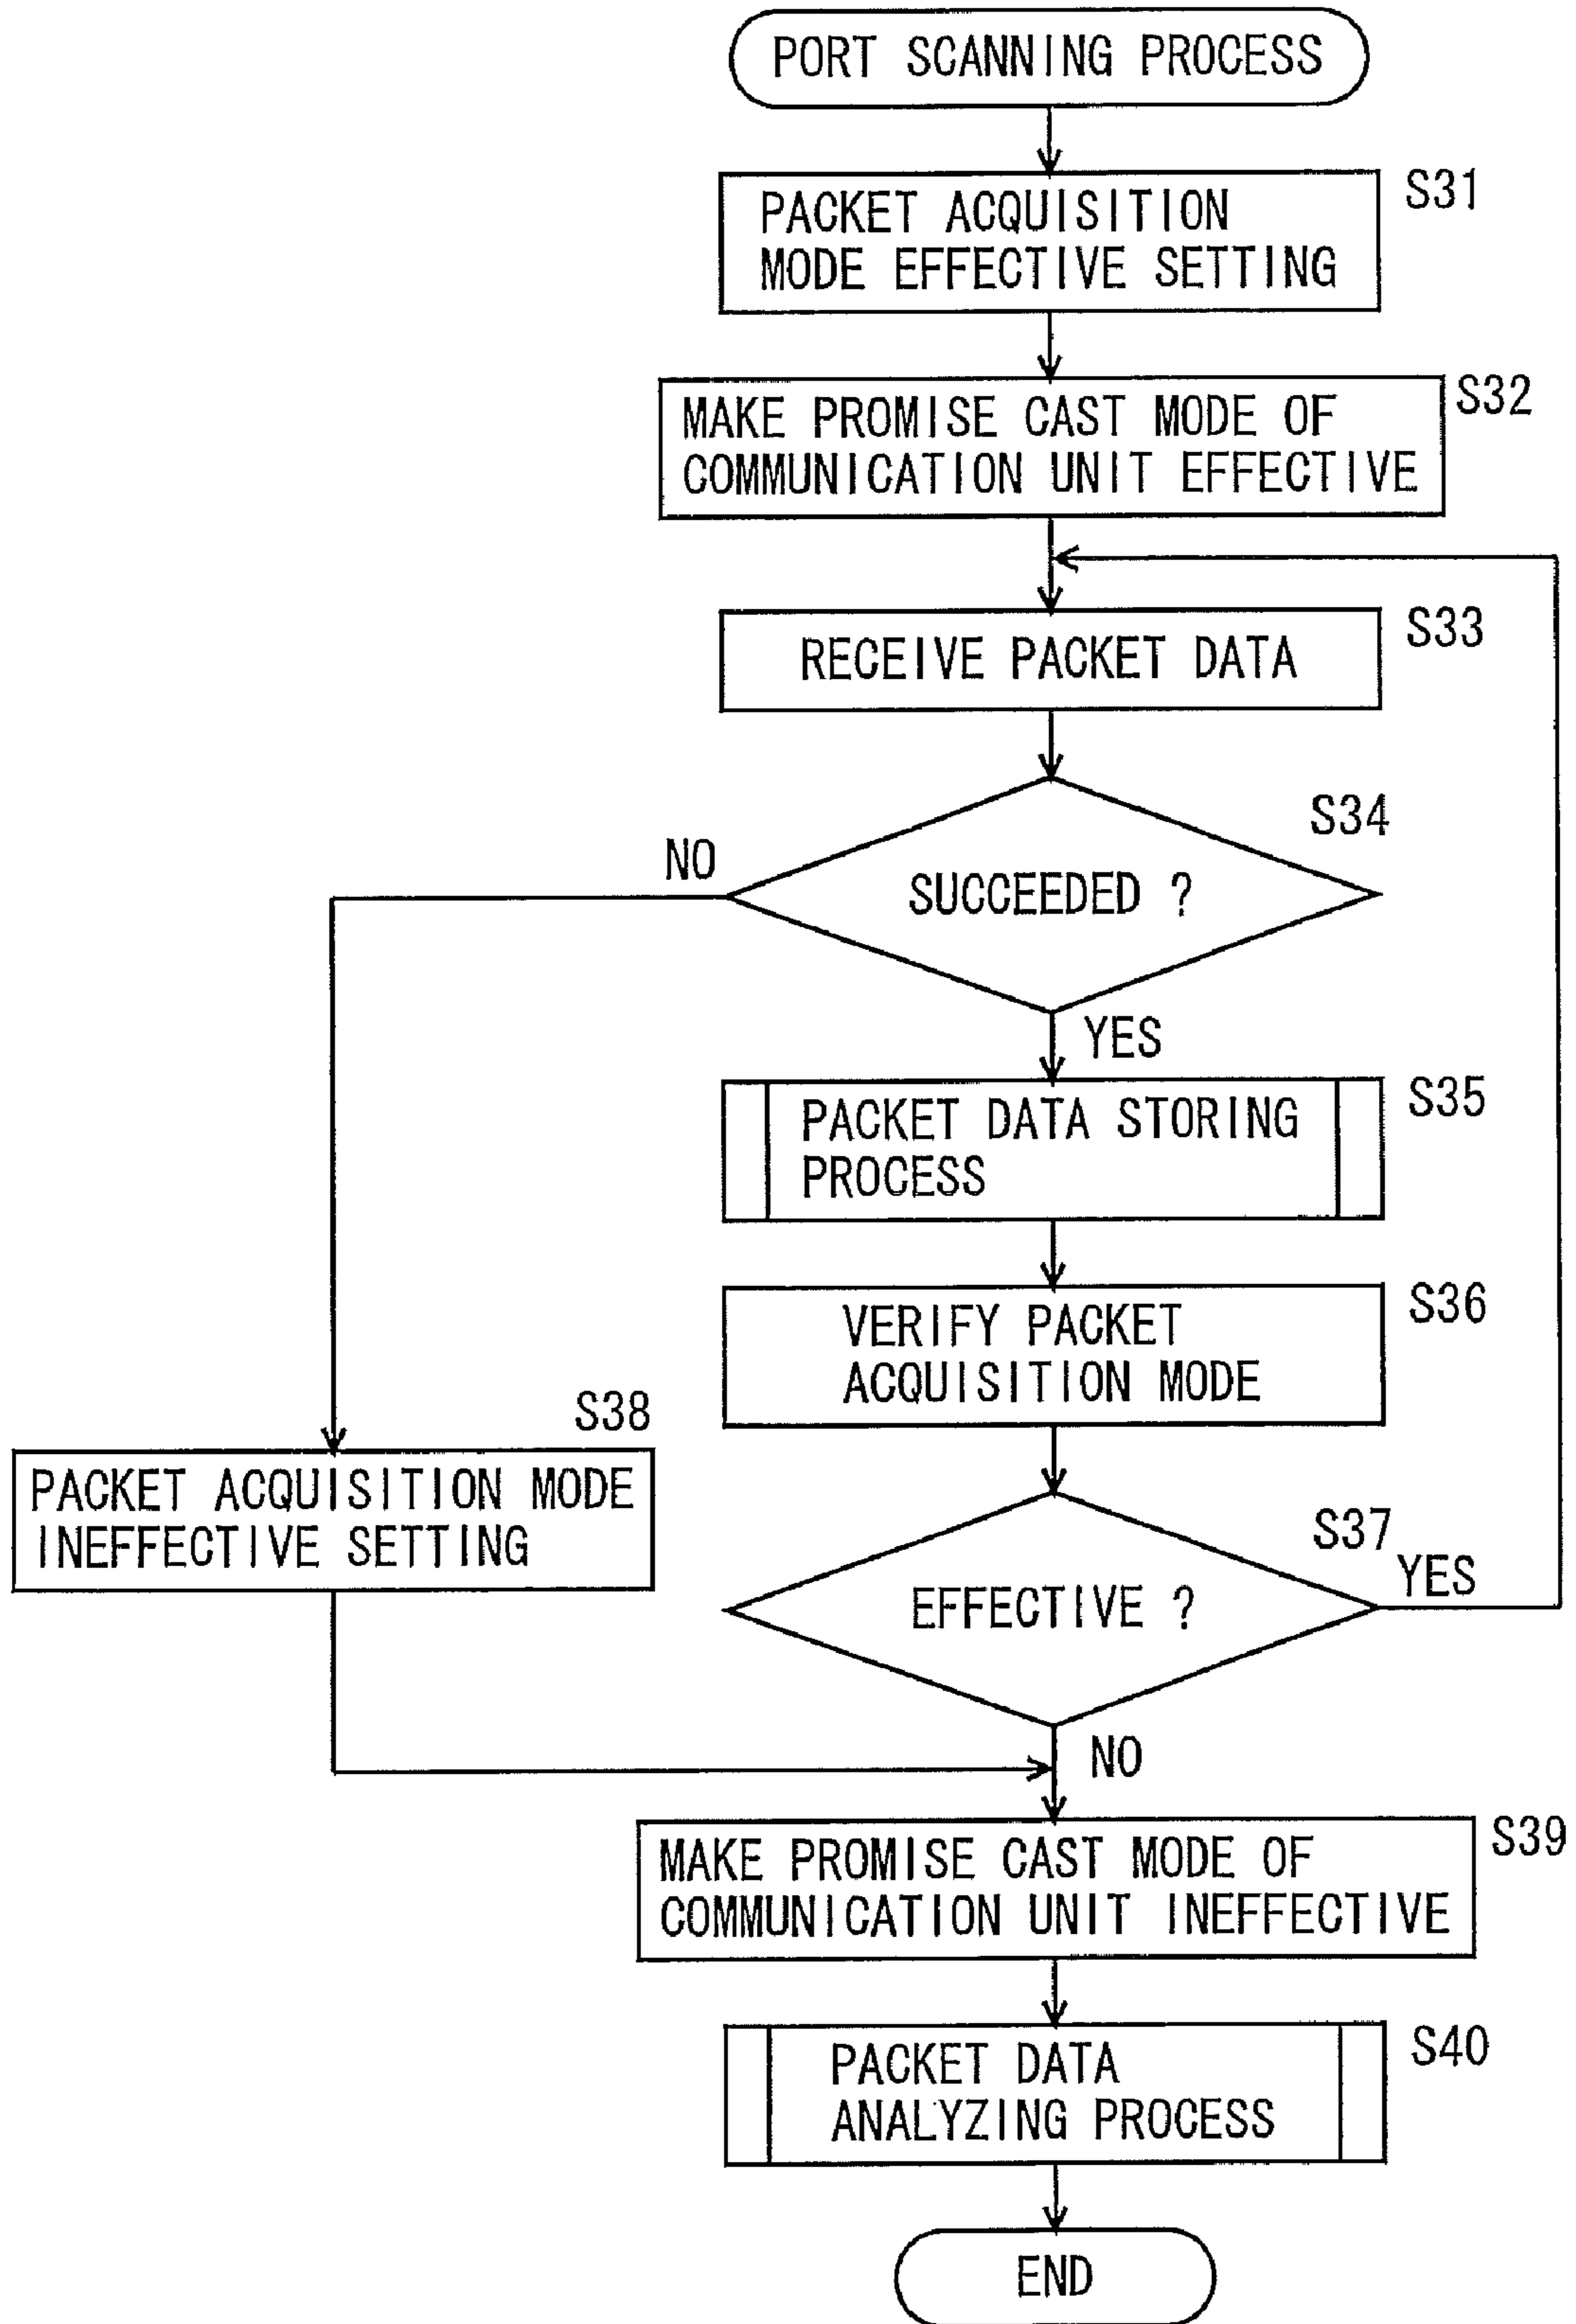 PORT SCANNING PROCESS
S31
PACKET ACQUISITION
MODE EFFECTIVE SETTING
S32
MAKE PROMISE CAST MODE OF
COMMUNICATION UNIT EFFECTIVE
S33
RECEIVE PACKET DATA
S34
NO
SUCCEEDED ?
YES
S35
PACKET DATA STORING
PROCESS
S36
VERIFY PACKET
ACQUISITION MODE
S38
PACKET ACQUISITION MODE
INEFFECTIVE SETTING
S37
YES
EFFECTIVE ?
NO
S39
MAKE PROMISE CAST MODE OF
COMMUNICATION UNIT INEFFECTIVE
S40
PACKET DATA
ANALYZING PROCESS
END